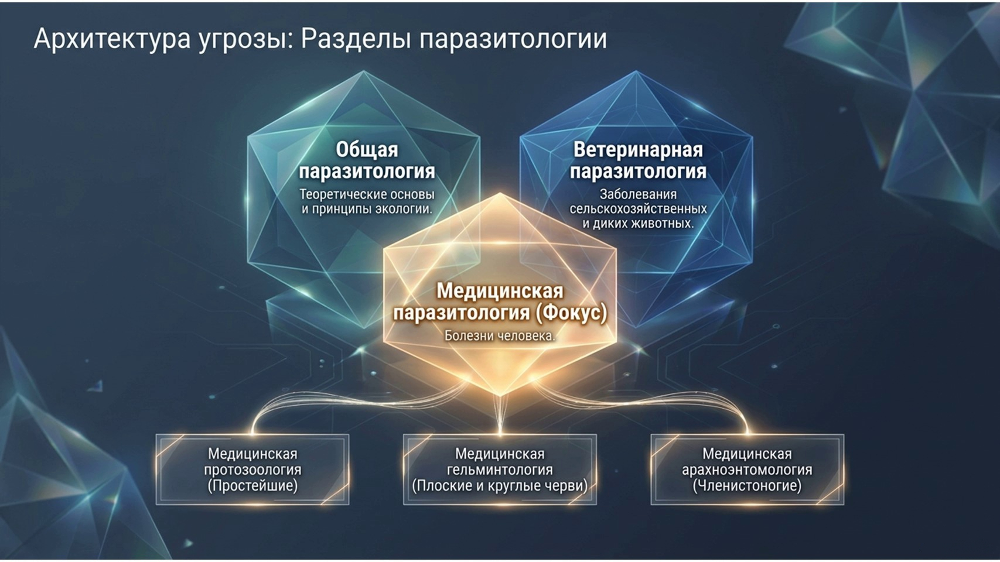 Архитектура угрозы: Разделы паразитологии
Общая
паразитология
Теоретические основы
и принципы экологии.
Ветеринарная
паразитология
Заболевания
сельскохозяйственных
и диких животных.
Медицинская
паразитология (Фокус)
Болезни человека.
Медицинская
протозоология
(Простейшие)
Медицинская
гельминтология
(Плоские и круглые черви)
Медицинская
арахноэнтомология
(Членистоногие)